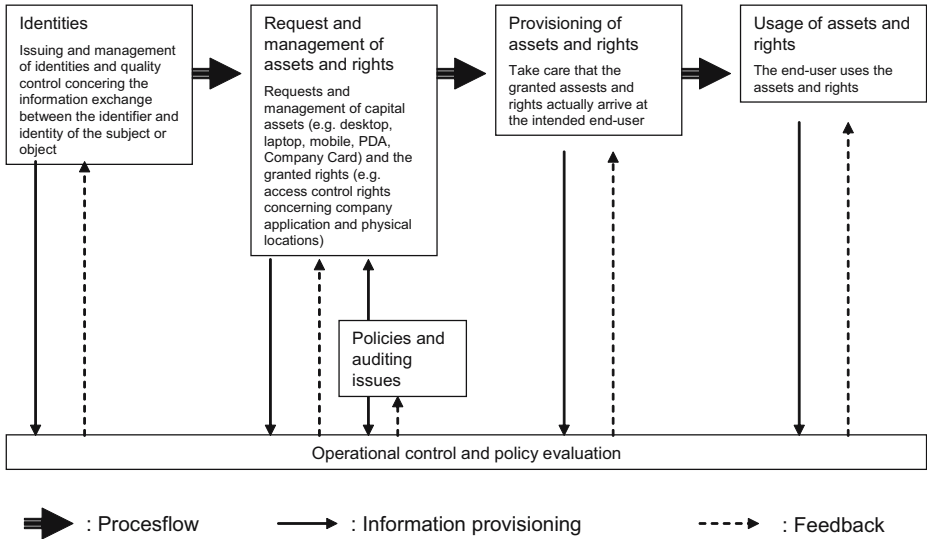 Identities
Issuing and management
of identities and quality
control concering the
information exchange
between the identifier and
identity of the subject or
object
Request and
management of
assets and rights
Requests and
management of capital
assets (e.g. desktop,
laptop, mobile, PDA,
Company Card) and the
granted rights (e.g.
access control rights
concerning company
application and physical
locations)
Provisioning of
assets and rights
Take care that the
granted assests and
rights actually arrive at
the intended end-user
Usage of assets and
rights
The end-user uses the
assets and rights
Policies and
auditing
issues
Operational control and policy evaluation
: Procesflow
: Information provisioning
: Feedback